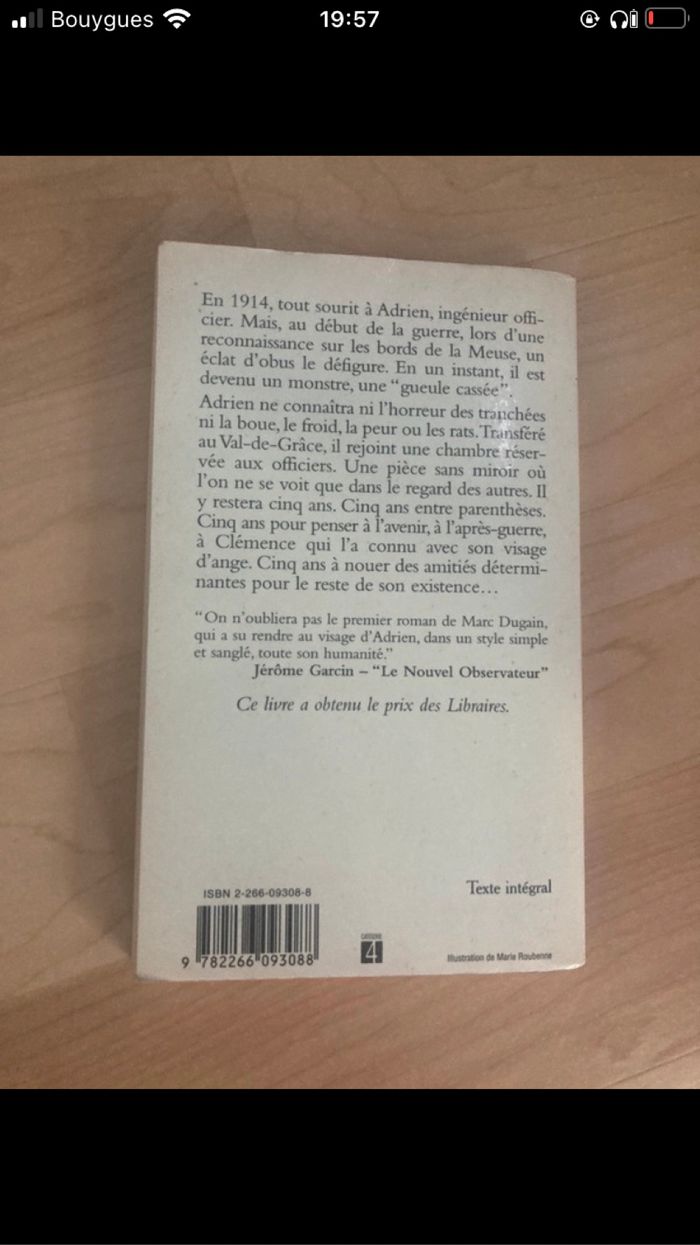 Bouygues
19:57
En 1914, tout sourit à Adrien, ingénieur offi-
cier. Mais, au début de la guerre, lors d'une
reconnaissance sur les bords de la Meuse, un
éclat d'obus le défigure. En un instant, il est
devenu un monstre, une "gueule cassée".
Adrien ne connaîtra ni l'horreur des tranchées
ni la boue, le froid, la peur ou les rats. Transféré
au Val-de-Grâce, il rejoint une chambre réser-
vée aux officiers. Une pièce sans miroir où
l'on ne se voit que dans le regard des autres. Il
y restera cinq ans. Cinq ans entre parenthèses.
Cinq ans pour penser à l'avenir, à l'après-guerre,
à Clémence qui l'a connu avec son visage
d'ange. Cinq ans à nouer des amitiés détermi-
nantes pour le reste de son existence...
"On n'oubliera pas le premier roman de Marc Dugain,
qui a su rendre au visage d'Adrien, dans un style simple
et sanglé, toute son humanité."
Jérôme Garcin – "Le Nouvel Observateur"
Ce livre a obtenu le prix des Libraires.
Texte intégral
ISBN 2-266-09308-8
9 782266 093088
CATÉGORIE
4
Illustration de Marie Roubenne